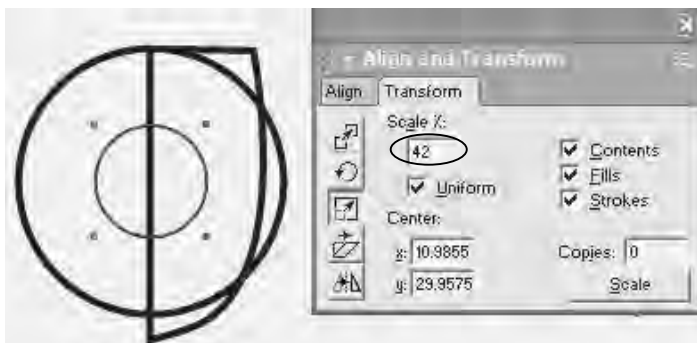 Align and Transform
Align
Transform
Scale X:
42
Uniform
Contents
Fills
Strokes
Center:
x: 10.9855
y: 29.9575
Copies: 0
Scale